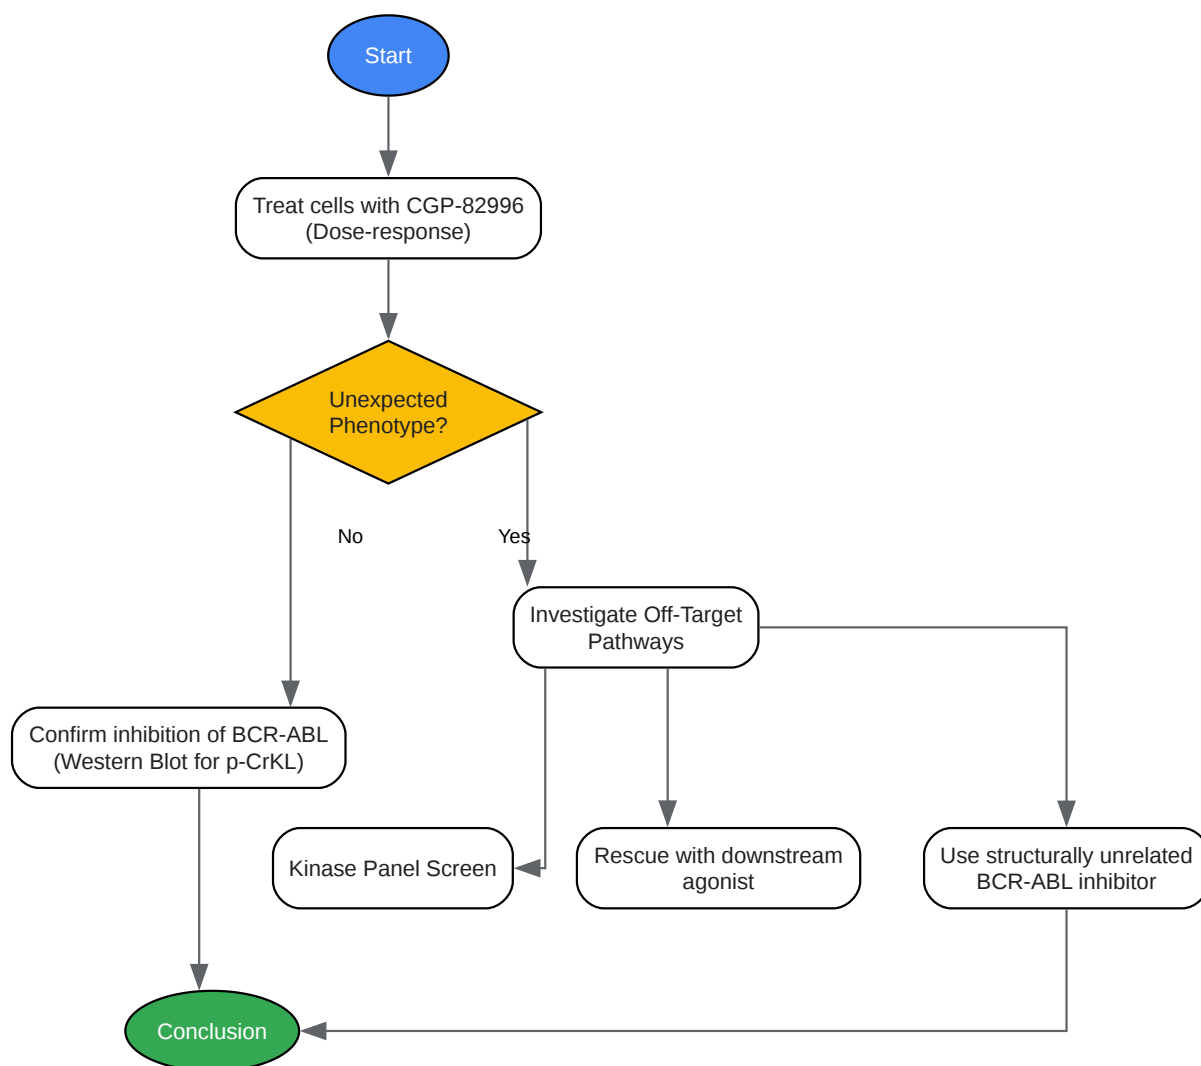 Start
Treat cells with CGP-82996
(Dose-response)
Unexpected
Phenotype?
No
Yes
Investigate Off-Target
Pathways
Confirm inhibition of BCR-ABL
(Western Blot for p-CrKL)
Kinase Panel Screen
Rescue with downstream
agonist
Use structurally unrelated
BCR-ABL inhibitor
Conclusion